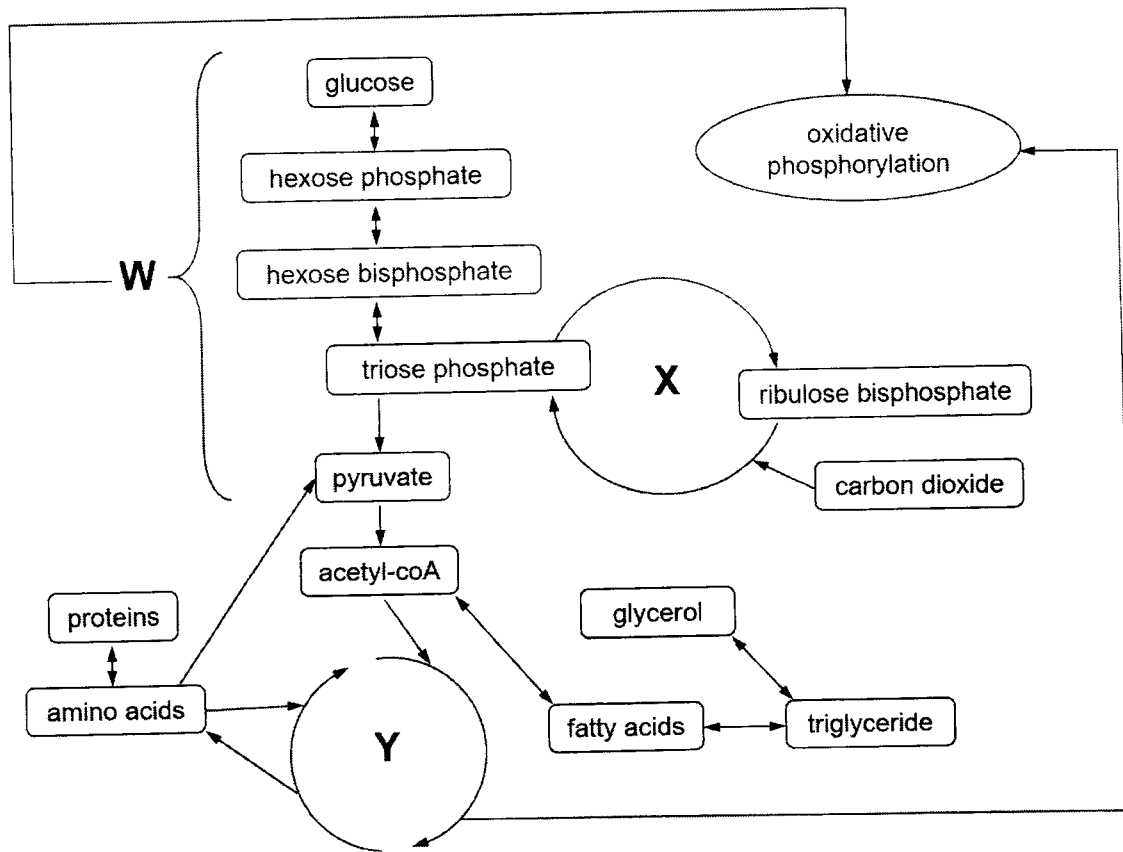 glucose
oxidative
phosphorylation
hexose phosphate
W
hexose bisphosphate
triose phosphate
X
ribulose bisphosphate
pyruvate
carbon dioxide
acetyl-coA
proteins
glycerol
amino acids
Y
fatty acids
triglyceride